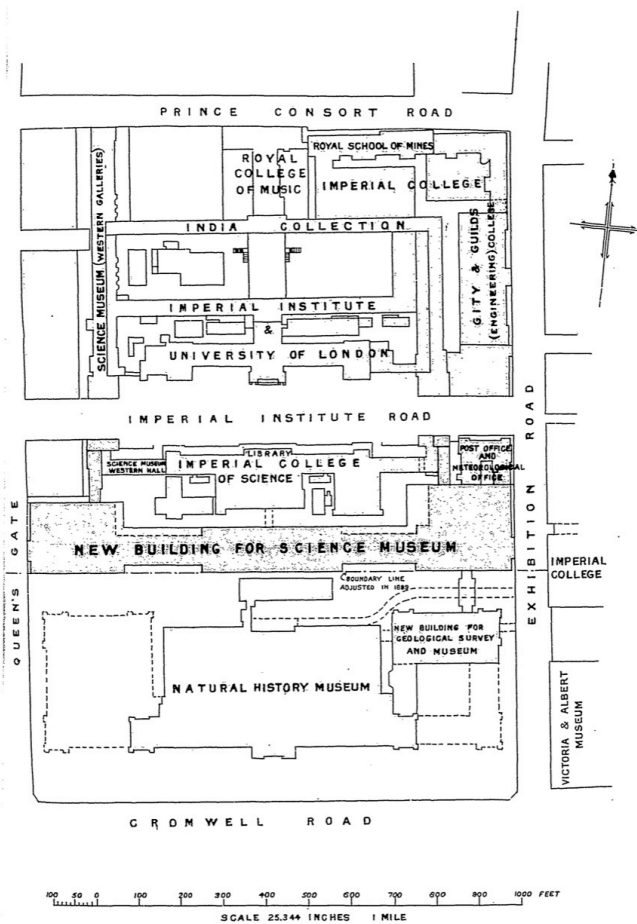 PRINCE CONSORT ROAD
ROYAL SCHOOL OF MINES
ROYAL
COLLEGE
OF MUSIC
IMPERIAL COLLEGE
SCIENCE MUSEUM (WESTERN GALLERIES)
INDIA COLLECTION
CITY & GUILDS
(ENGINEERING) COLLEGE
IMPERIAL INSTITUTE
&
UNIVERSITY OF LONDON
IMPERIAL INSTITUTE ROAD
EXHIBITION ROAD
QUEEN'S GATE
SCIENCE MUSEUM
WESTERN HALL
LIBRARY
IMPERIAL COLLEGE
OF SCIENCE
POST OFFICE
AND
METEOROLOGICAL
OFFICE
NEW BUILDING FOR SCIENCE MUSEUM
BOUNDARY LINE
ADJUSTED IN 1889
IMPERIAL
COLLEGE
NEW BUILDING FOR
GEOLOGICAL SURVEY
AND MUSEUM
NATURAL HISTORY MUSEUM
VICTORIA & ALBERT
MUSEUM
CROMWELL ROAD
100 50 0 100 200 300 400 500 600 700 800 900 1000 FEET
SCALE 25.344 INCHES 1 MILE